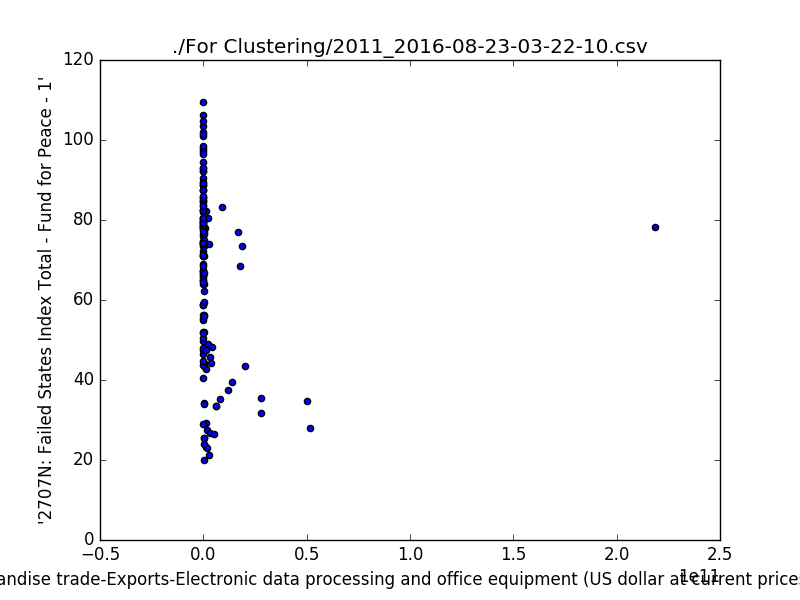 ./For Clustering/2011_2016-08-23-03-22-10.csv
120
100
80
60
40
20
0
'2707N: Failed States Index Total - Fund for Peace - 1'
−0.5 0.0 0.5 1.0 1.5 2.0 2.5
1e11
andise trade-Exports-Electronic data processing and office equipment (US dollar at current prices